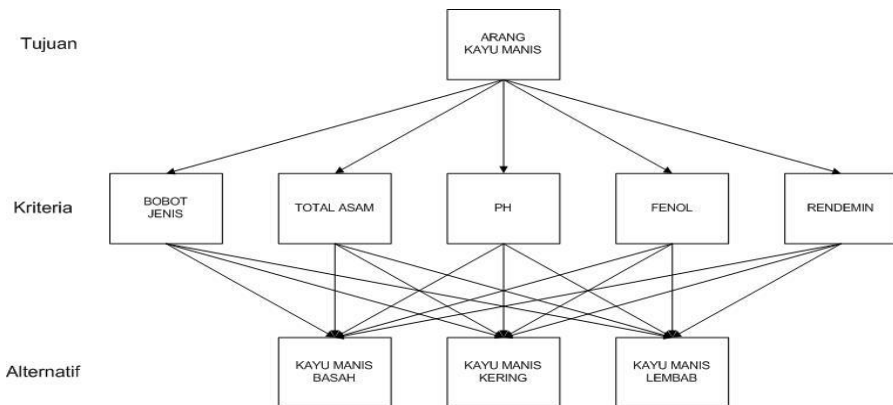 Tujuan
ARANG
KAYU MANIS
Kriteria
BOBOT
JENIS
TOTAL ASAM
PH
FENOL
RENDEMIN
Alternatif
KAYU MANIS
BASAH
KAYU MANIS
KERING
KAYU MANIS
LEMBAB